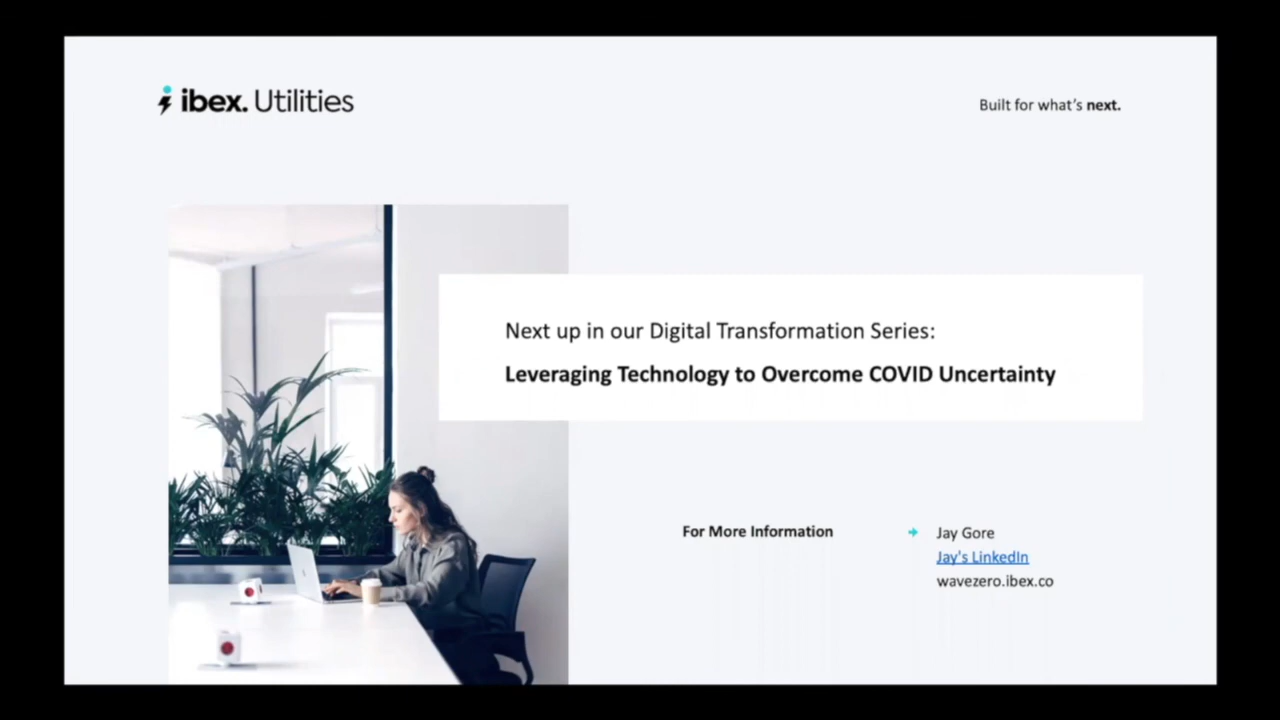 ibex. Utilities
Built for what's next.
Next up in our Digital Transformation Series:
Leveraging Technology to Overcome COVID Uncertainty
For More Information
Jay Gore
Jay's LinkedIn
wavezero.ibex.co